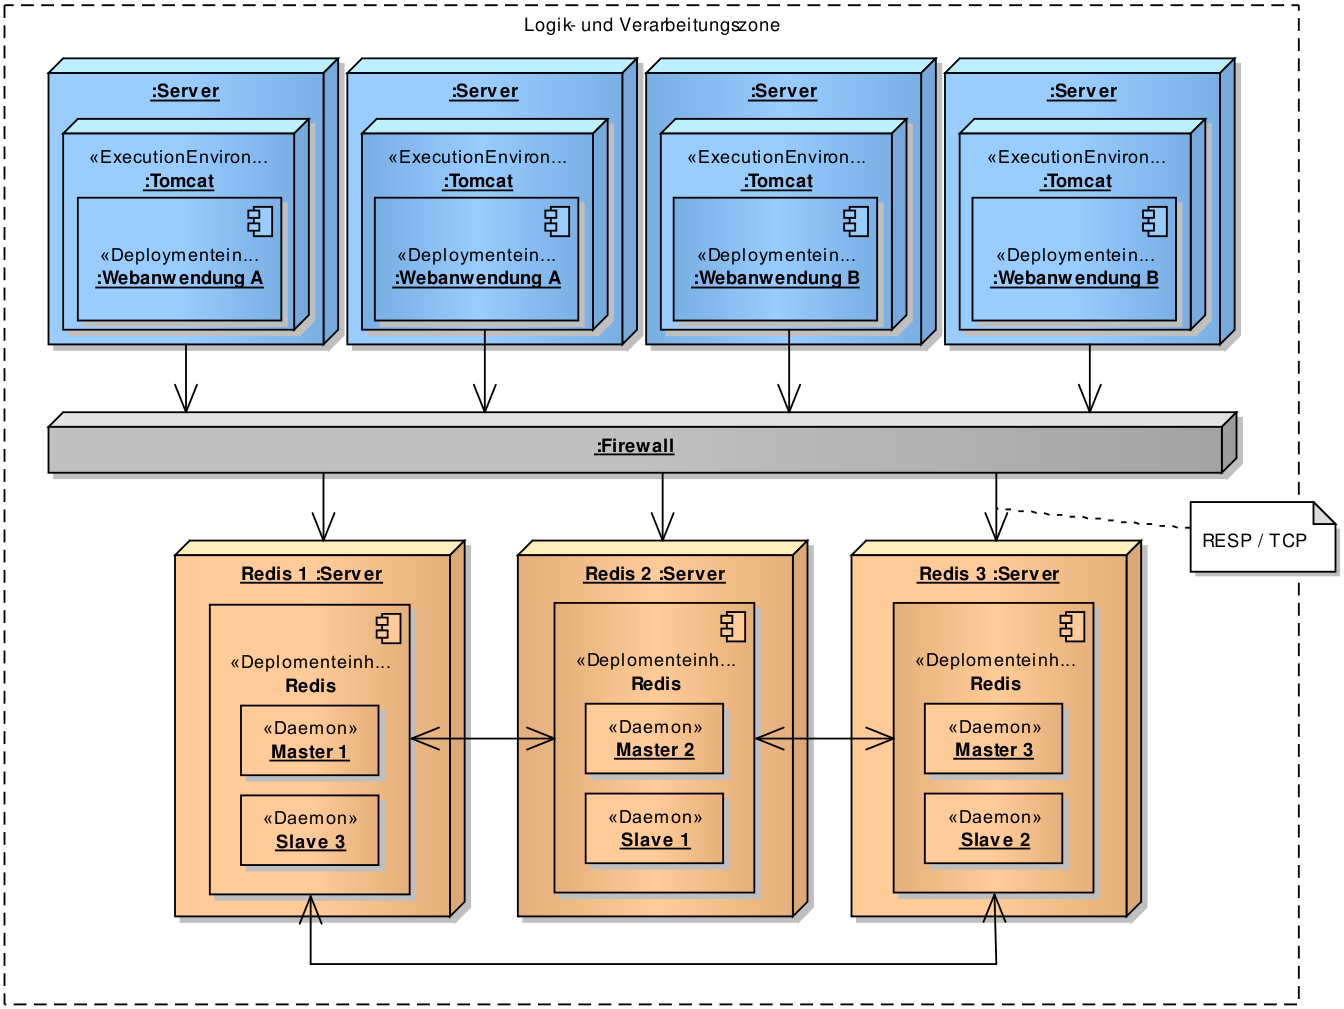 Logik- und Verarbeitungszone
:Server
«ExecutionEnviron...
:Tomcat
«Deploymentein...
:Webanwendung A
:Server
«ExecutionEnviron...
:Tomcat
«Deploymentein...
:Webanwendung A
:Server
«ExecutionEnviron...
:Tomcat
«Deploymentein...
:Webanwendung B
:Server
«ExecutionEnviron...
:Tomcat
«Deploymentein...
:Webanwendung B
:Firewall
RESP / TCP
Redis 1 :Server
«Deplomenteinh...
Redis
«Daemon»
Master 1
«Daemon»
Slave 3
Redis 2 :Server
«Deplomenteinh...
Redis
«Daemon»
Master 2
«Daemon»
Slave 1
Redis 3 :Server
«Deplomenteinh...
Redis
«Daemon»
Master 3
«Daemon»
Slave 2